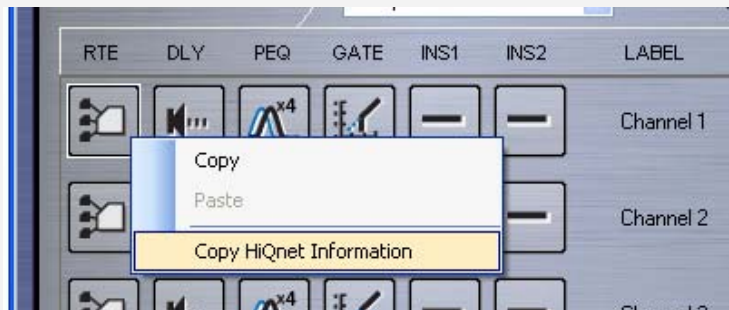 RTE DLY PEQ GATE INS1 INS2 LABEL
x4
Channel 1
Copy
Paste
Channel 2
Copy HiQnet Information
x4